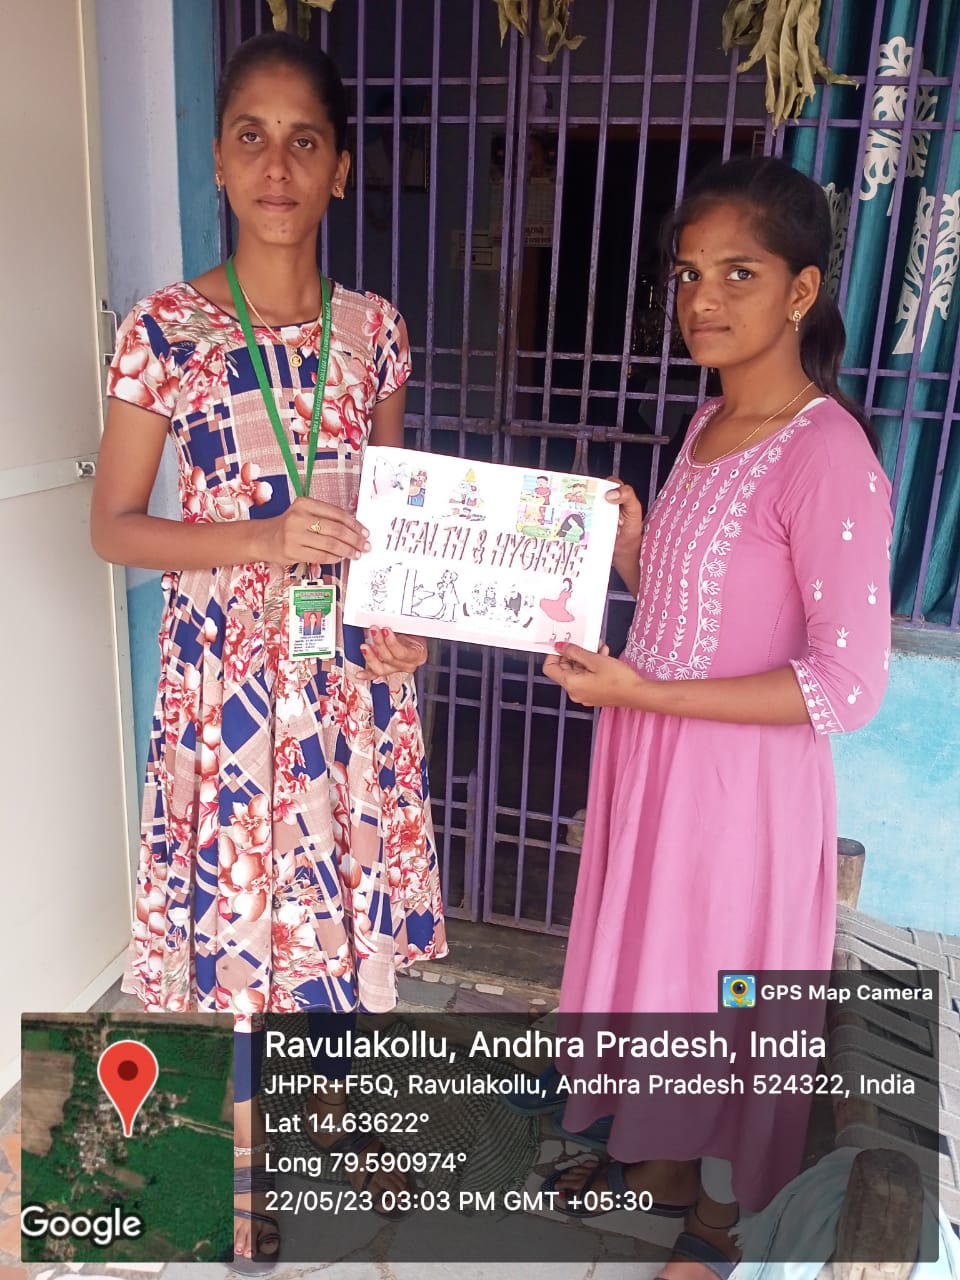 HEALTH & HYGIENE
GPS Map Camera
Ravulakollu, Andhra Pradesh, India
JHPR+F5Q, Ravulakollu, Andhra Pradesh 524322, India
Lat 14.63622°
Long 79.590974°
22/05/23 03:03 PM GMT +05:30
Google